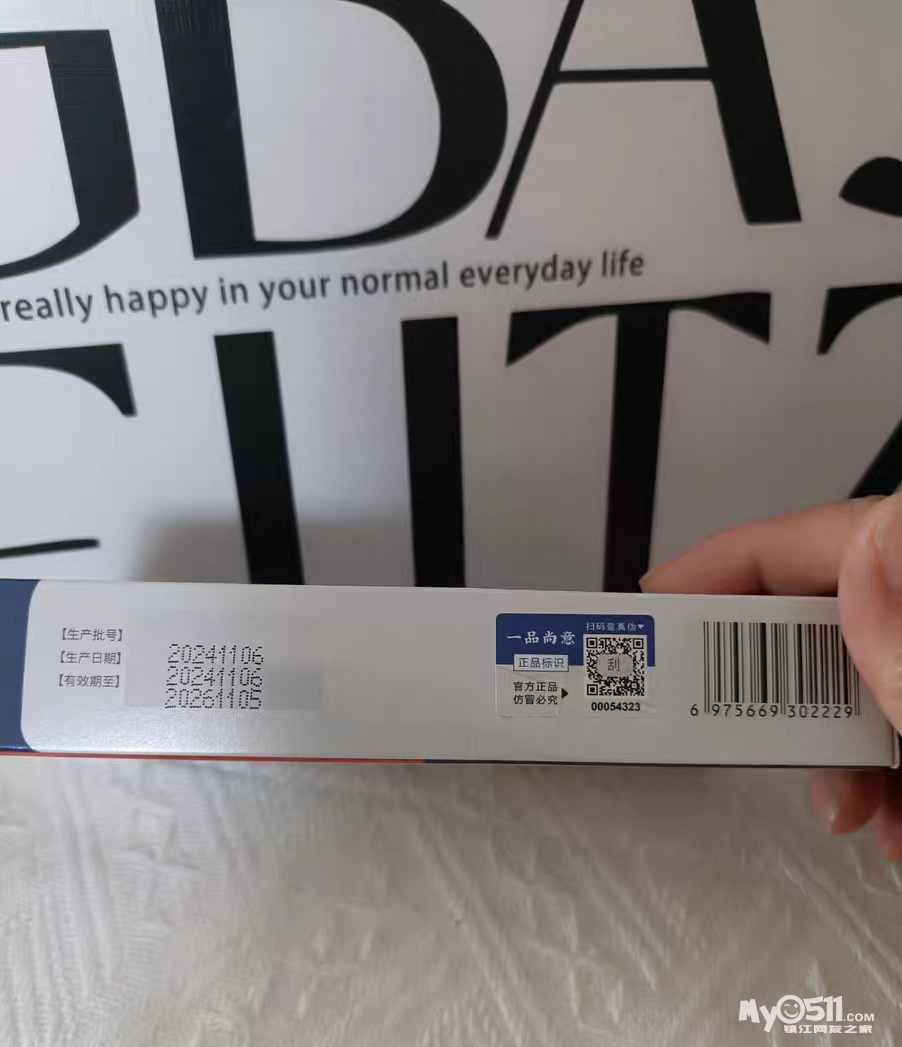 really happy in your normal everyday life
【生产批号】
20241106
【生产日期】
20241106
【有效期至】
20261105
一品尚意
扫码查真伪
正品标识
刮
官方正品
仿冒必究
00054323
6 975669 302229
My0511.COM
镇江网友之家